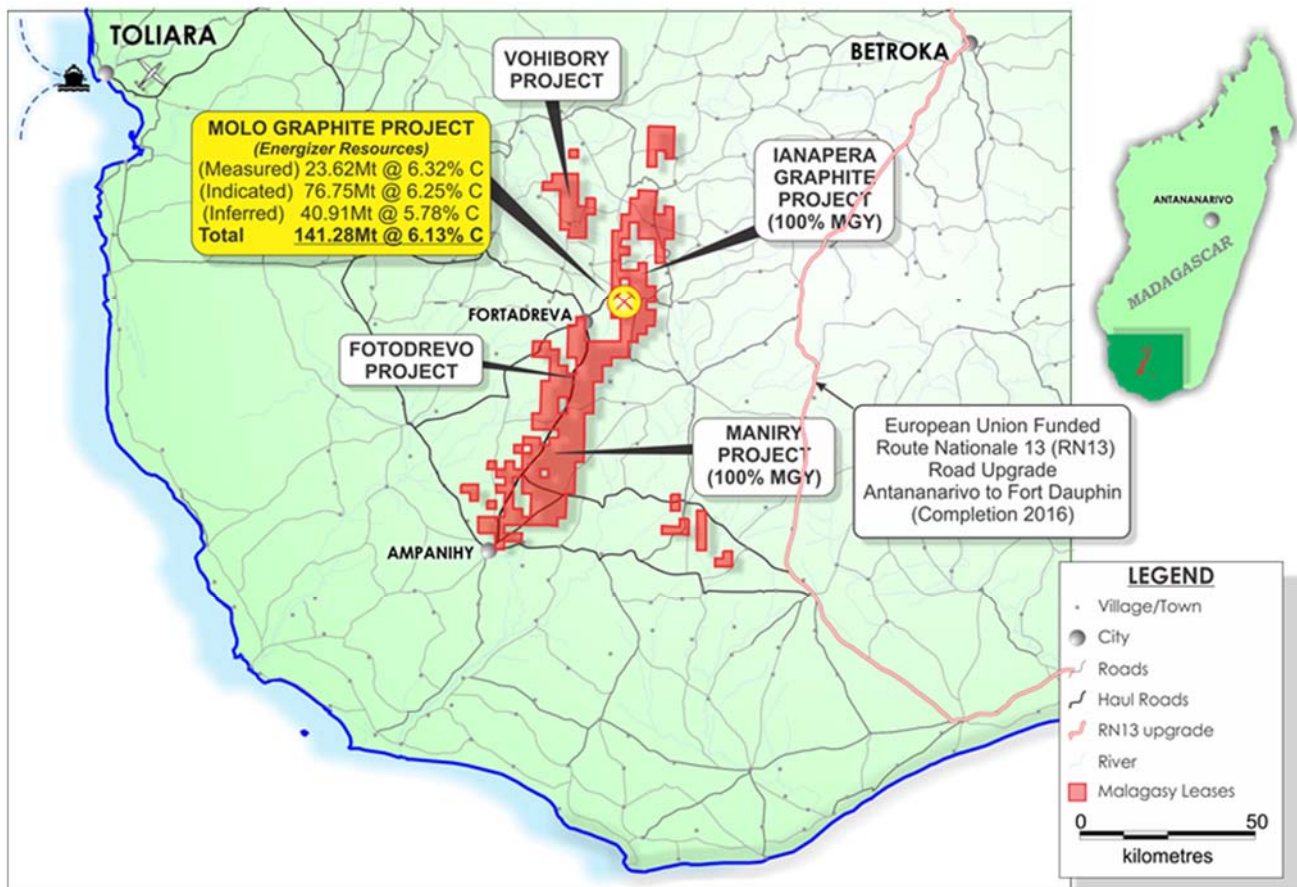 TOLIARA
BETROKA
VOHIBORY
PROJECT
MOLO GRAPHITE PROJECT
(Energizer Resources)
(Measured) 23.62Mt @ 6.32% C
(Indicated) 76.75Mt @ 6.25% C
(Inferred) 40.91Mt @ 5.78% C
Total 141.28Mt @ 6.13% C
IANAPERA
GRAPHITE
PROJECT
(100% MGY)
ANTANANARIVO
MADAGASCAR
FORTADREVA
FOTODREVO
PROJECT
MANIRY
PROJECT
(100% MGY)
European Union Funded
Route Nationale 13 (RN13)
Road Upgrade
Antananarivo to Fort Dauphin
(Completion 2016)
AMPANIHY
LEGEND
Village/Town
City
Roads
Haul Roads
RN13 upgrade
River
Malagasy Leases
0 50
kilometres